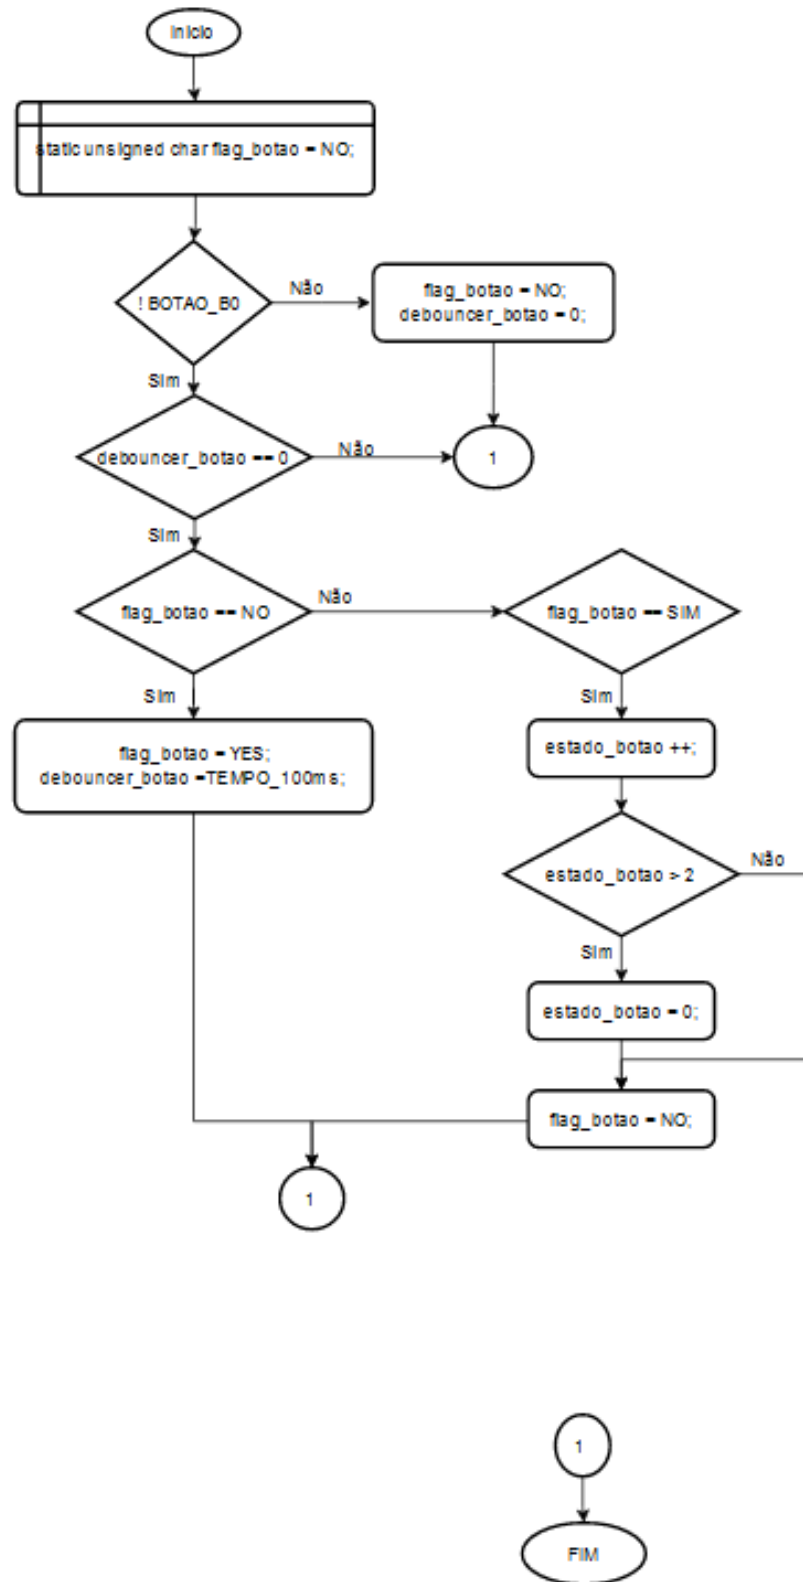 Início
static unsigned char flag_botao = NO;
! BOTAO_B0
Não
flag_botao = NO;
debouncer_botao = 0;
Sim
debouncer_botao == 0
Não
1
Sim
flag_botao == NO
Não
flag_botao == SIM
Sim
Sim
flag_botao = YES;
debouncer_botao =TEMPO_100ms;
estado_botao ++;
estado_botao > 2
Não
Sim
estado_botao = 0;
flag_botao = NO;
1
1
FIM